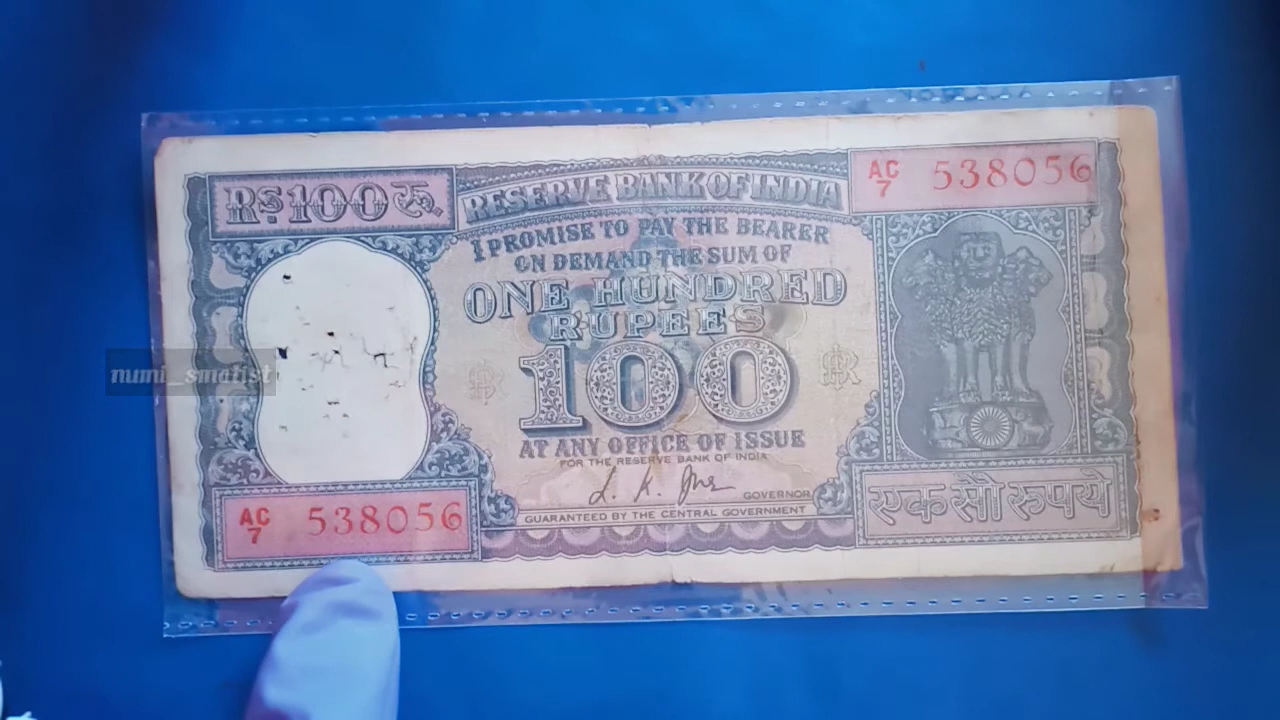 RS 100 रु.
RESERVE BANK OF INDIA
AC 7 538056
I PROMISE TO PAY THE BEARER
ON DEMAND THE SUM OF
ONE HUNDRED
RUPEES
100
AT ANY OFFICE OF ISSUE
FOR THE RESERVE BANK OF INDIA
GOVERNOR
GUARANTEED BY THE CENTRAL GOVERNMENT
AC 7 538056
एक सौ रुपये
numi_smatist